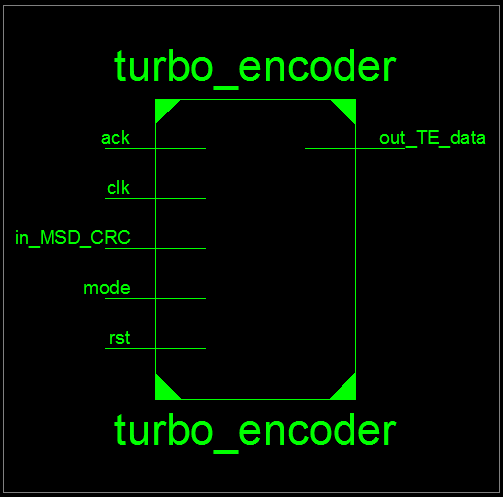 turbo_encoder
ack
out_TE_data
clk
in_MSD_CRC
mode
rst
turbo_encoder